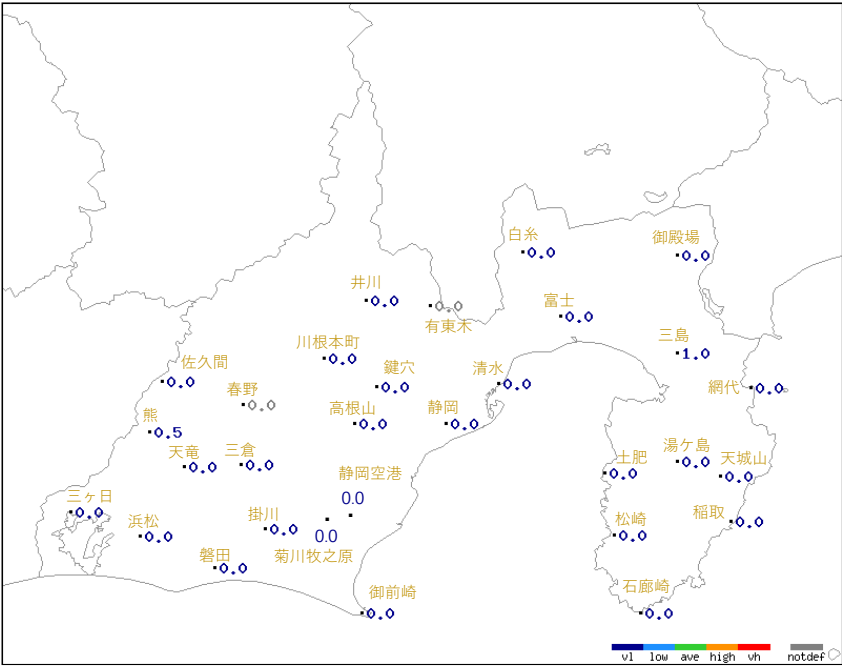 白糸
0.0
御殿場
0.0
井川
0.0
有東木
0.0
富士
0.0
川根本町
0.0
三島
1.0
佐久間
0.0
鍵穴
0.0
清水
0.0
網代
0.0
春野
0.0
高根山
0.0
静岡
0.0
熊
0.5
天竜
0.0
三倉
0.0
湯ケ島
0.0
土肥
0.0
天城山
0.0
静岡空港
0.0
三ヶ日
0.0
浜松
0.0
掛川
0.0
菊川牧之原
0.0
稲取
0.0
松崎
0.0
磐田
0.0
御前崎
0.0
石廊崎
0.0
vl low ave high vh notdef